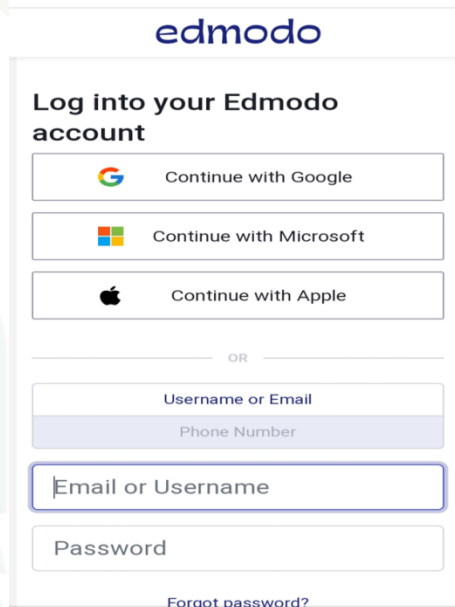 edmodo
Log into your Edmodo
account
Continue with Google
Continue with Microsoft
Continue with Apple
OR
Username or Email
Phone Number
Email or Username
Password
Forgot password?